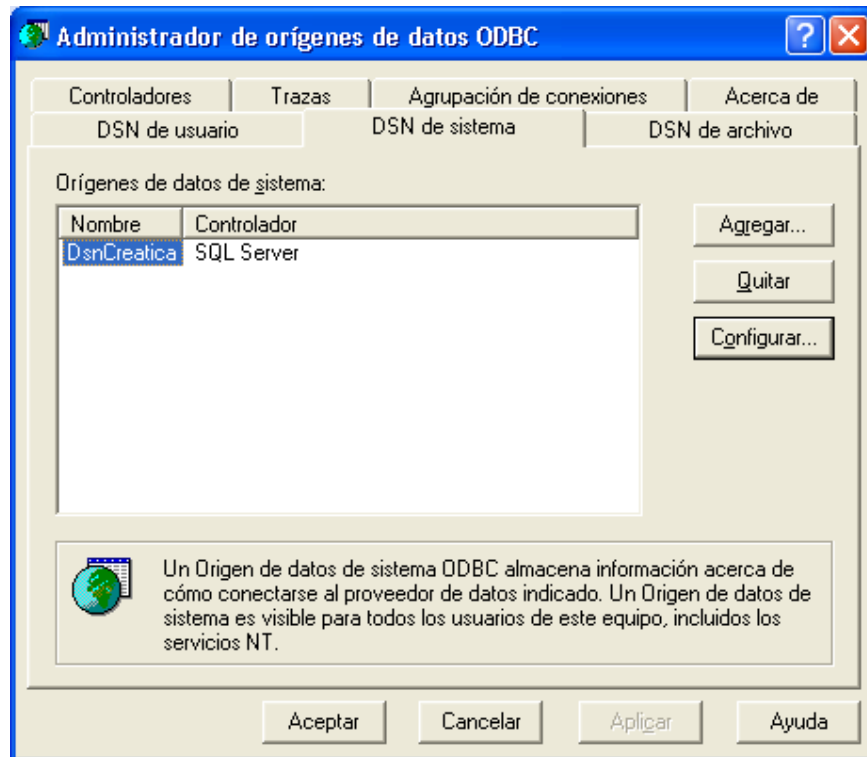 Administrador de orígenes de datos ODBC
Controladores Trazas Agrupación de conexiones Acerca de
DSN de usuario DSN de sistema DSN de archivo
Orígenes de datos de sistema:
Nombre Controlador
DsnCreatica SQL Server
Agregar...
Quitar
Configurar...
Un Origen de datos de sistema ODBC almacena información acerca de
cómo conectarse al proveedor de datos indicado. Un Origen de datos de
sistema es visible para todos los usuarios de este equipo, incluidos los
servicios NT.
Aceptar Cancelar Aplicar Ayuda